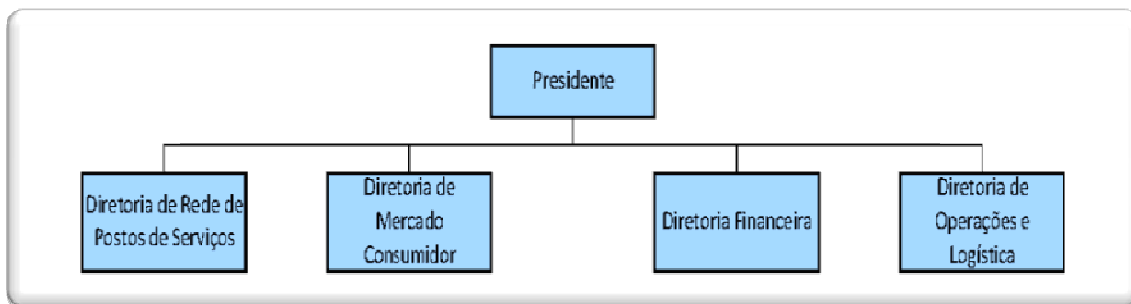 Presidente
Diretoria de Rede de
Postos de Serviços
Diretoria de
Mercado
Consumidor
Diretoria Financeira
Diretoria de
Operações e
Logística